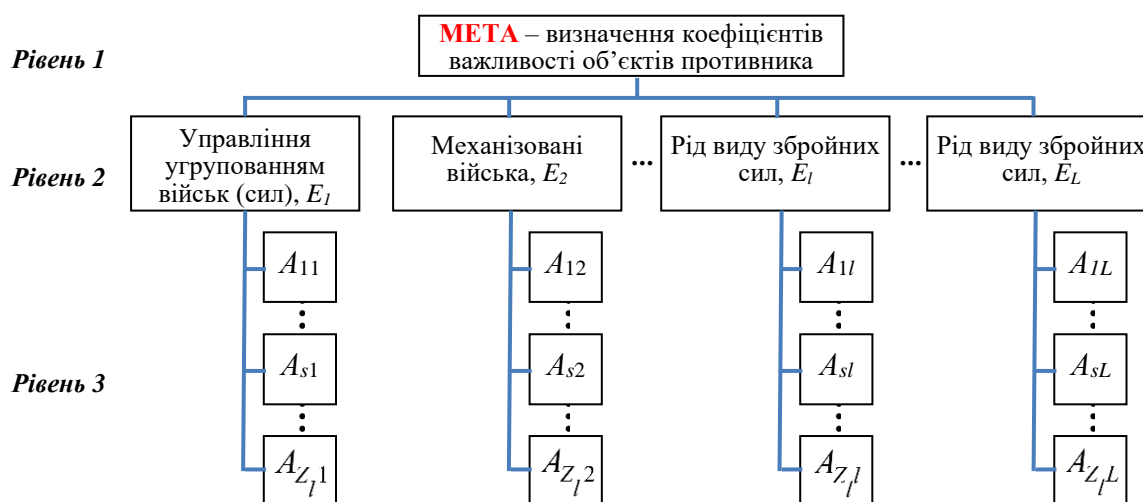 МЕТА – визначення коефіцієнтів
важливості об’єктів противника
Рівень 1
Управління
угрупованням
військ (сил), E1
Механізовані
війська, E2
...
Рід виду збройних
сил, El
...
Рід виду збройних
сил, EL
Рівень 2
A11
A12
A1l
A1L
Рівень 3
As1
As2
Asl
AsL
AZl1
AZl2
AZll
AZlL